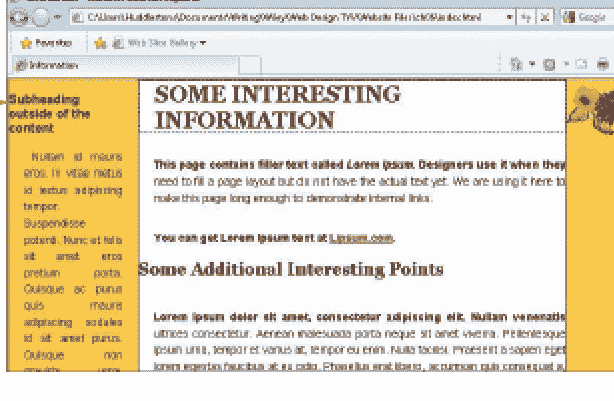 C:\Users\Huddleston\Documents\Writing\Wiley\Web Design TYV\Website Files\ch09\index.html
Google
Favorites
Web Slice Gallery
Information
Subheading
outside of the
content
Nullam id mauris
eros. In vitae metus
id lectus adipiscing
tempor.
Suspendisse
potenti. Nunc et felis
sit amet eros
pretium porta.
Quisque ac purus
quis mauris
adipiscing sodales
id sit amet purus.
Quisque non
SOME INTERESTING
INFORMATION
This page contains filler text called Lorem Ipsum. Designers use it when they
need to fill a page layout but do not have the actual text yet. We are using it here to
make this page long enough to demonstrate internal links.
You can get Lorem Ipsum text at Lipsum.com.
Some Additional Interesting Points
Lorem ipsum dolor sit amet, consectetur adipiscing elit. Nullam venenatis
ultrices consectetur. Aenean malesuada porta neque sit amet viverra. Pellentesque
ipsum urna, tempor et varius at, tempor eu enim. Nulla facilisi. Praesent a sapien eget
lorem egestas faucibus at eu odio. Phasellus erat libero, accumsan quis consequat a,